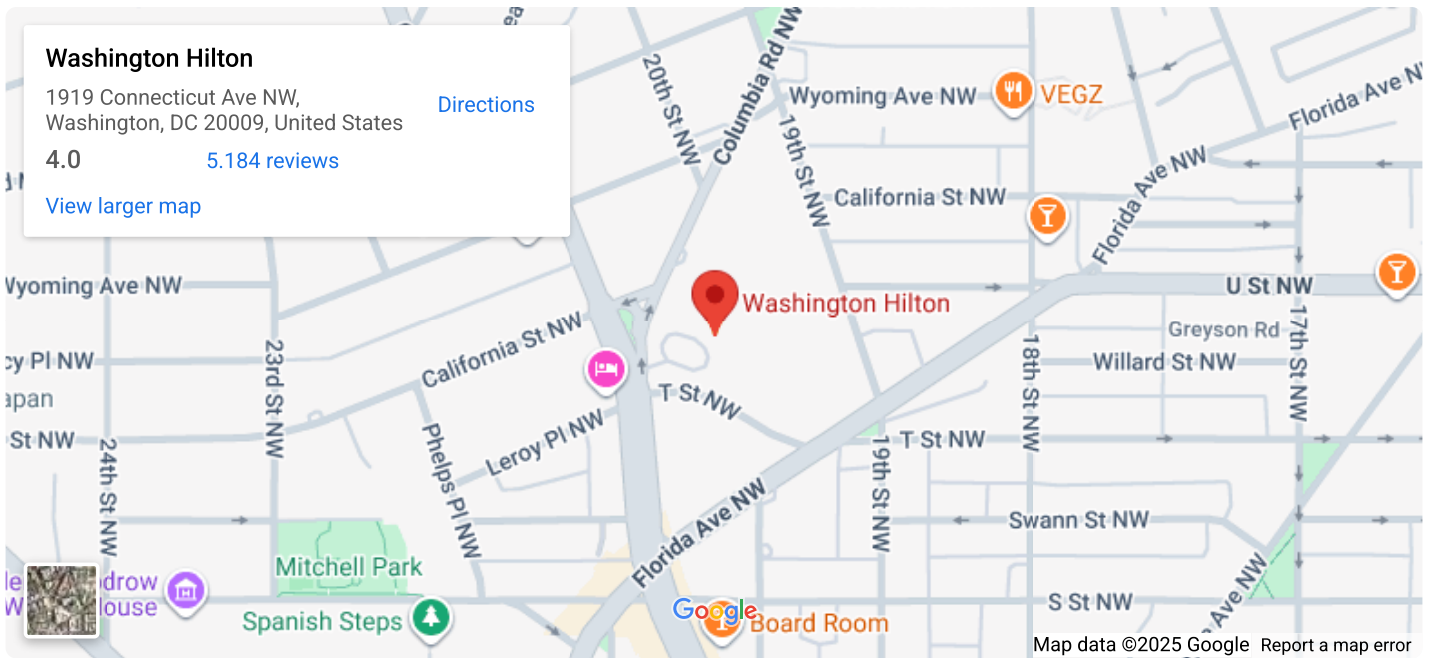 Washington Hilton
1919 Connecticut Ave NW,
Washington, DC 20009, United States
Directions
4.0
5.184 reviews
View larger map
20th St NW
Columbia Rd NW
Wyoming Ave NW
VEGZ
Florida Ave
19th St NW
California St NW
Florida Ave NW
Wyoming Ave NW
Washington Hilton
U St NW
17th St NW
Greyson Rd
Willard St NW
18th St NW
California St NW
23rd St NW
Pl NW
St NW
T St NW
Leroy Pl NW
Phelps Pl NW
24th St NW
T St NW
19th St NW
Swann St NW
Florida Ave NW
Mitchell Park
Spanish Steps
S St NW
Ave NW
Google
Board Room
Map data ©2025 Google
Report a map error